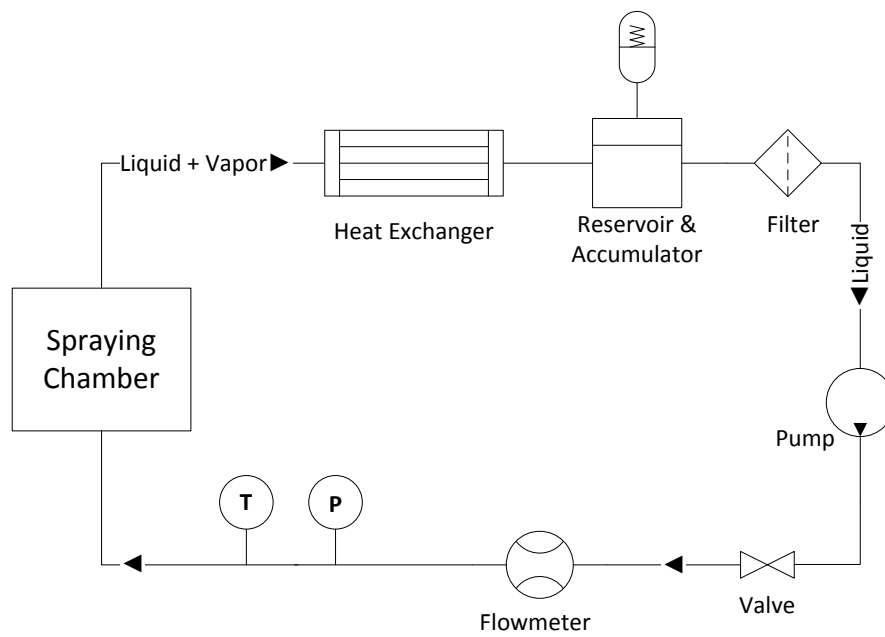 Liquid + Vapor
Heat Exchanger
Reservoir &
Accumulator
Filter
Liquid
Spraying
Chamber
Pump
T
P
Flowmeter
Valve